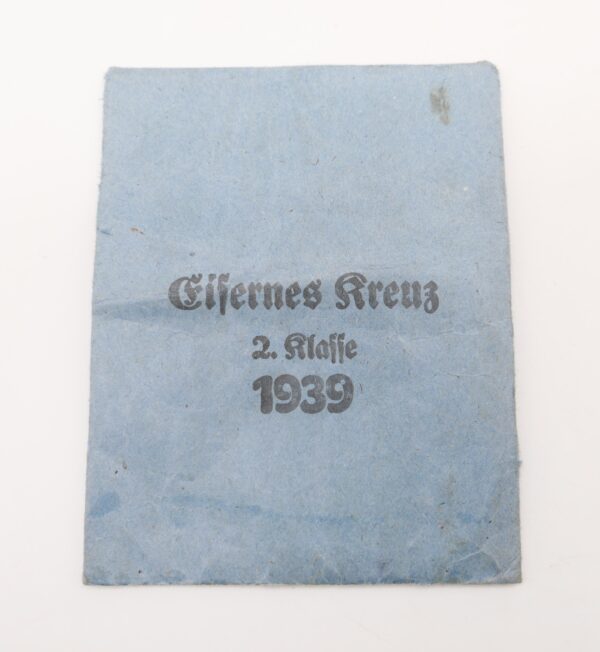 Eisernes Kreuz
2. Klasse
1939